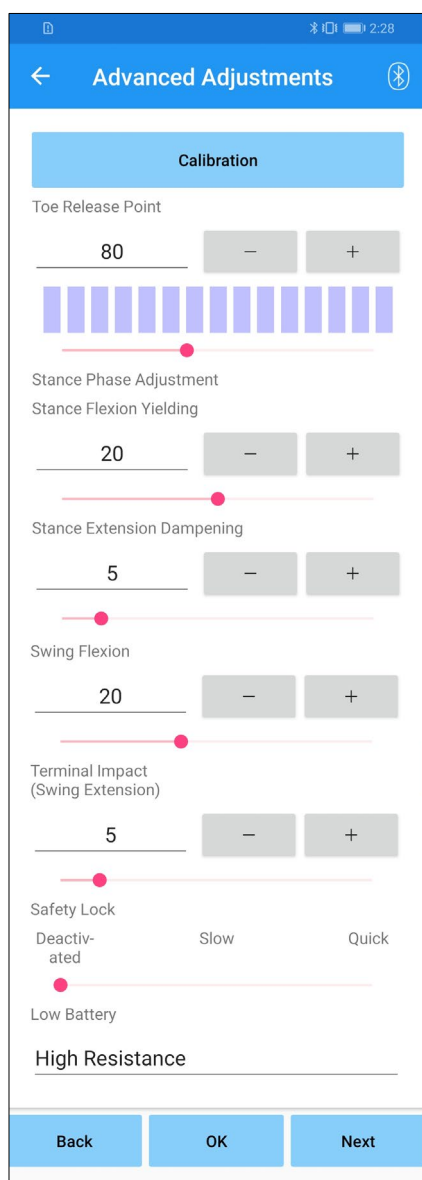 2:28
Advanced Adjustments
Calibration
Toe Release Point
80
−
+
Stance Phase Adjustment
Stance Flexion Yielding
20
−
+
Stance Extension Dampening
5
−
+
Swing Flexion
20
−
+
Terminal Impact
(Swing Extension)
5
−
+
Safety Lock
Deactiv- Slow Quick
ated
Low Battery
High Resistance
Back OK Next